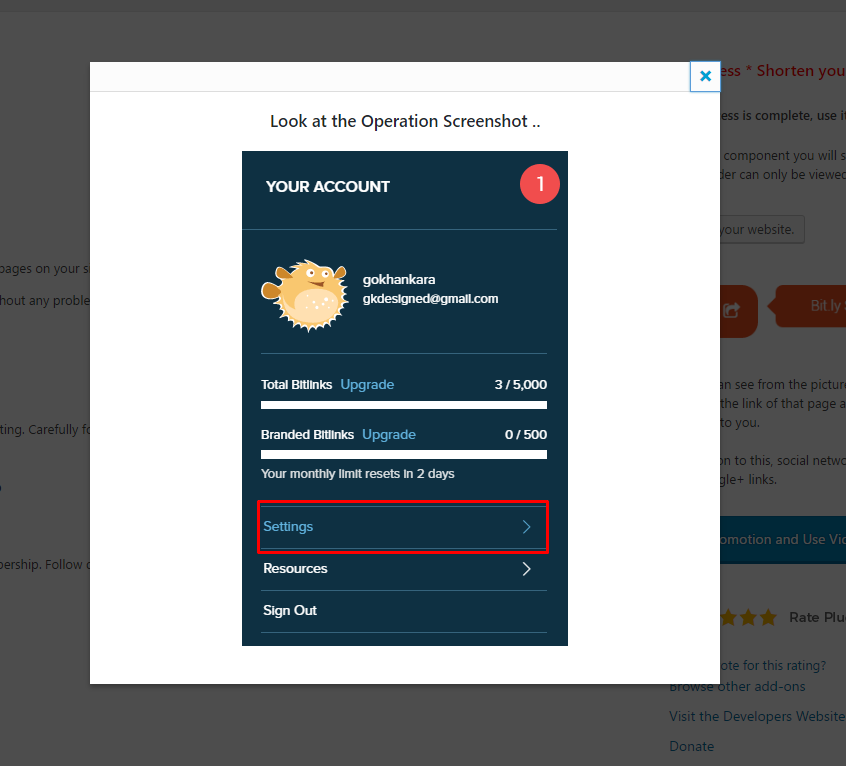 Look at the Operation Screenshot ..
YOUR ACCOUNT
1
gokhankara
gkdesigned@gmail.com
Total Bitlinks Upgrade 3 / 5,000
Branded Bitlinks Upgrade 0 / 500
Your monthly limit resets in 2 days
Settings
Resources
Sign Out
pages on your
hout any proble
ting. Carefully
pership. Follow
ess * Shorten you
ess is complete, use i
component you will s
der can only be viewed
your website.
Bit.ly
an see from the pictur
the link of that page a
to you.
on to this, social netwo
gle+ links.
omotion and Use Vid
Rate Plu
ote for this rating?
Browse other add-ons
Visit the Developers Website
Donate